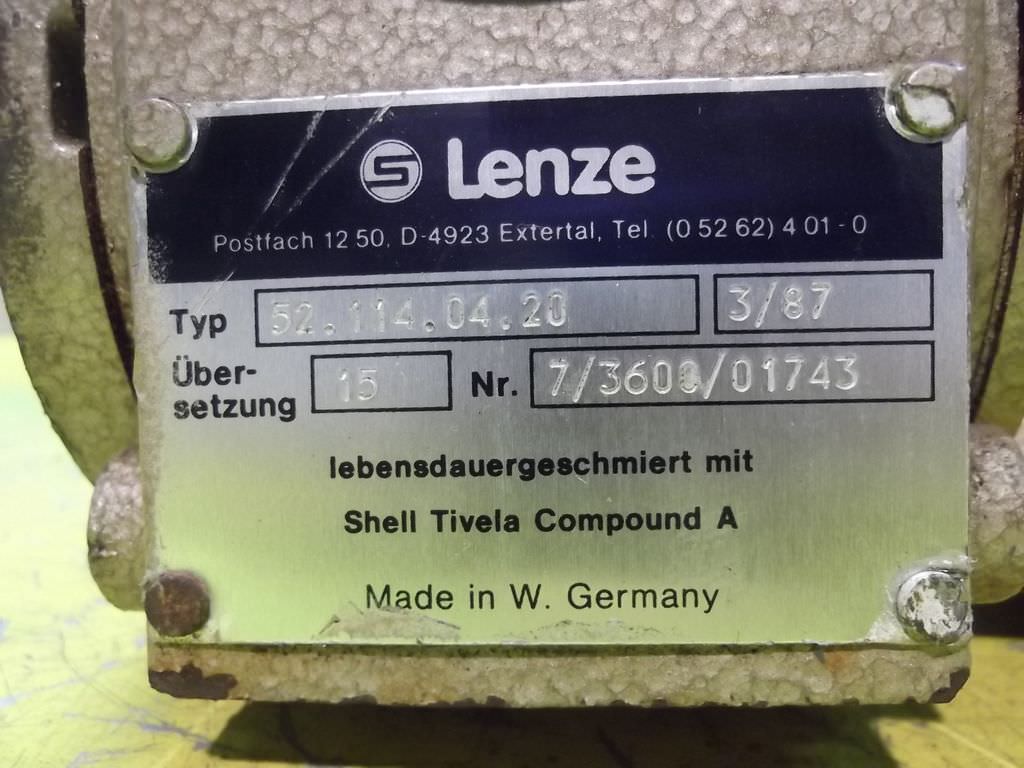 Lenze
Postfach 12 50, D-4923 Extertal, Tel. (0 52 62) 4 01 - 0
Typ 52.114.04.20 3/87
Über-
setzung 15 Nr. 7/3600/01743
lebensdauergeschmiert mit
Shell Tivela Compound A
Made in W. Germany